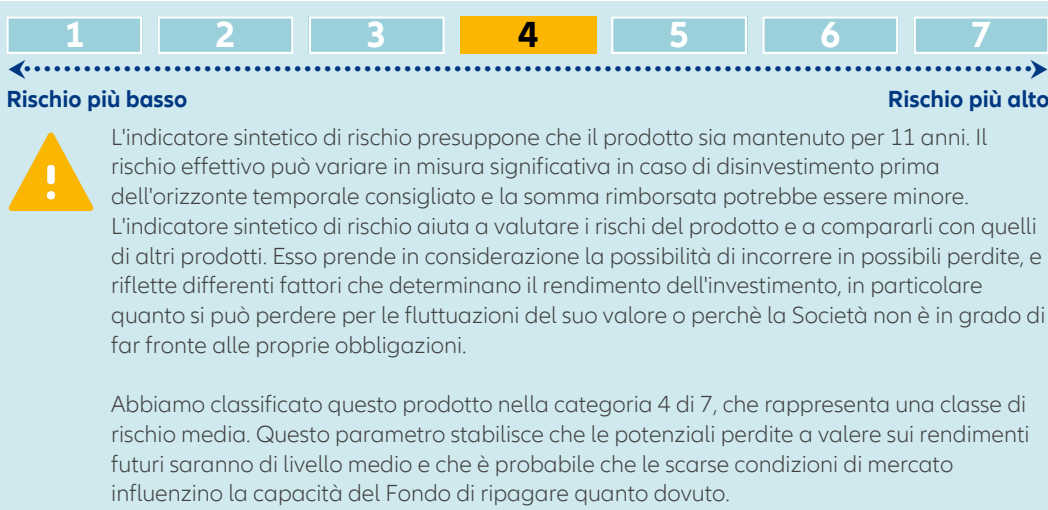 1 2 3 4 5 6 7
Rischio più basso Rischio più alto
L'indicatore sintetico di rischio presuppone che il prodotto sia mantenuto per 11 anni. Il
rischio effettivo può variare in misura significativa in caso di disinvestimento prima
dell'orizzonte temporale consigliato e la somma rimborsata potrebbe essere minore.
L'indicatore sintetico di rischio aiuta a valutare i rischi del prodotto e a compararli con quelli
di altri prodotti. Esso prende in considerazione la possibilità di incorrere in possibili perdite, e
riflette differenti fattori che determinano il rendimento dell'investimento, in particolare
quanto si può perdere per le fluttuazioni del suo valore o perchè la Società non è in grado di
far fronte alle proprie obbligazioni.
Abbiamo classificato questo prodotto nella categoria 4 di 7, che rappresenta una classe di
rischio media. Questo parametro stabilisce che le potenziali perdite a valere sui rendimenti
futuri saranno di livello medio e che è probabile che le scarse condizioni di mercato
influenzino la capacità del Fondo di ripagare quanto dovuto.